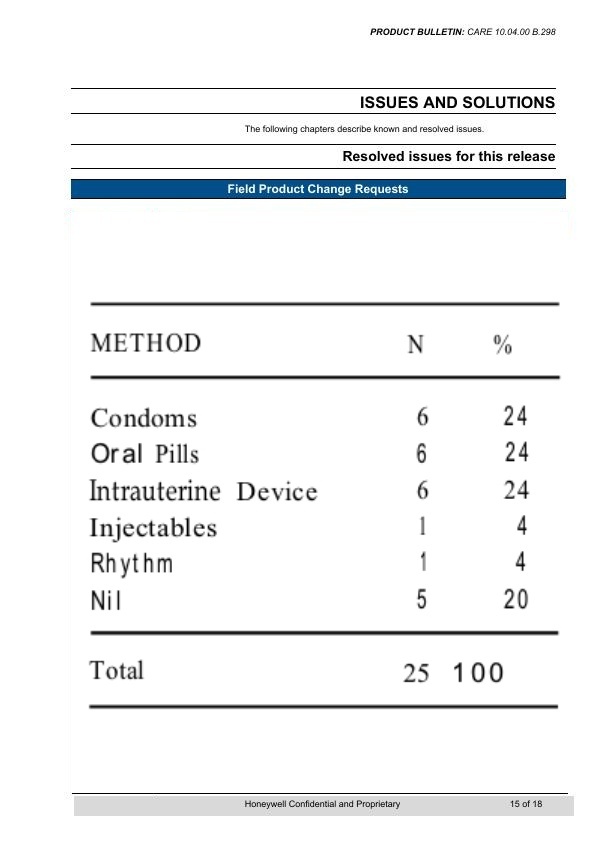 PRODUCT BULLETIN: CARE 10.04.00 B.298
ISSUES AND SOLUTIONS
The following chapters describe known and resolved issues.
Resolved issues for this release
Field Product Change Requests
METHOD N %
Condoms 6 24
Oral Pills 6 24
Intrauterine Device 6 24
Injectables 1 4
Rhythm 1 4
Nil 5 20
Total 25 100
Honeywell Confidential and Proprietary 15 of 18